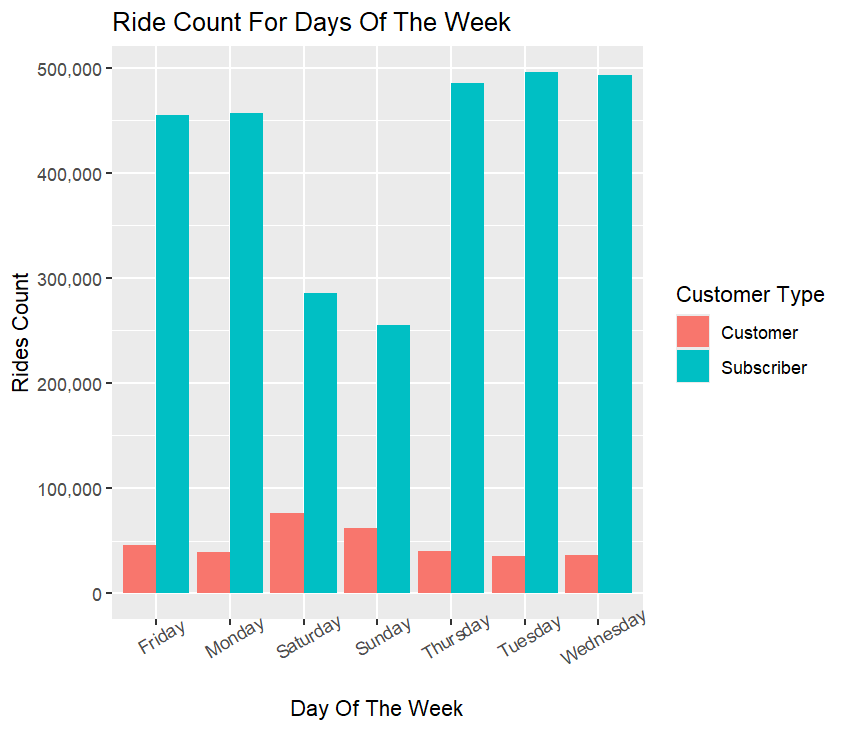 Ride Count For Days Of The Week
500,000
400,000
300,000
200,000
100,000
0
Rides Count
Friday
Monday
Saturday
Sunday
Thursday
Tuesday
Wednesday
Day Of The Week
Customer Type
Customer
Subscriber